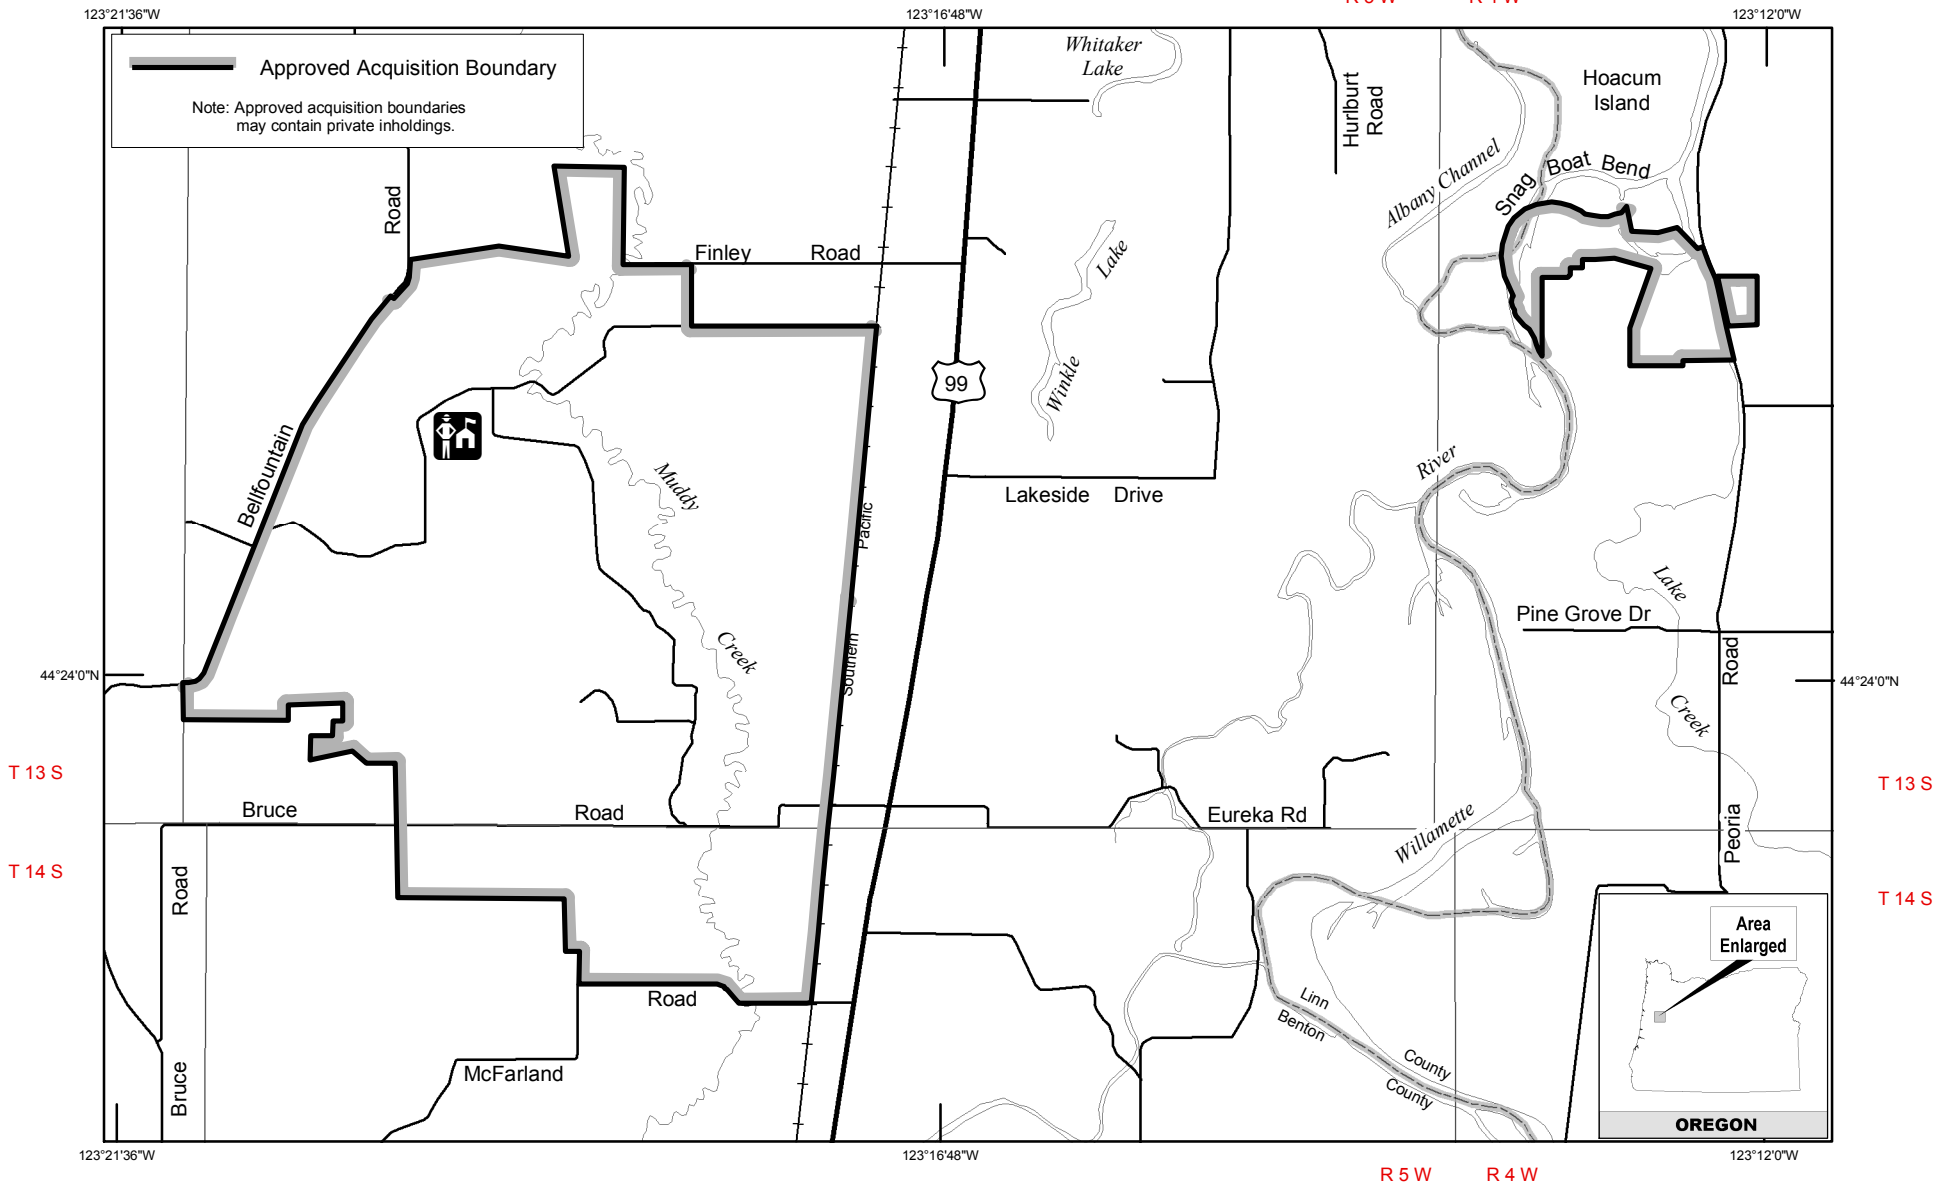 R 5 W
R 4 W
123°21'36"W
123°16'48"W
123°12'0"W
Approved Acquisition Boundary
Note: Approved acquisition boundaries
may contain private inholdings.
Whitaker
Lake
Hurlburt
Road
Hoacum
Island
Albany Channel
Snag Boat Bend
Road
Finley Road
Winkle Lake
99
Bellfountain
Lakeside Drive
River
Muddy
Creek
Southern Pacific
Lake
Creek
Pine Grove Dr
Road
Peoria
44°24'0"N
44°24'0"N
T 13 S
T 13 S
Bruce Road
Eureka Rd
Willamette
T 14 S
T 14 S
Road
Bruce
Road
McFarland
Linn
Benton
County
County
Area
Enlarged
OREGON
123°21'36"W
123°16'48"W
123°12'0"W
R 5 W
R 4 W